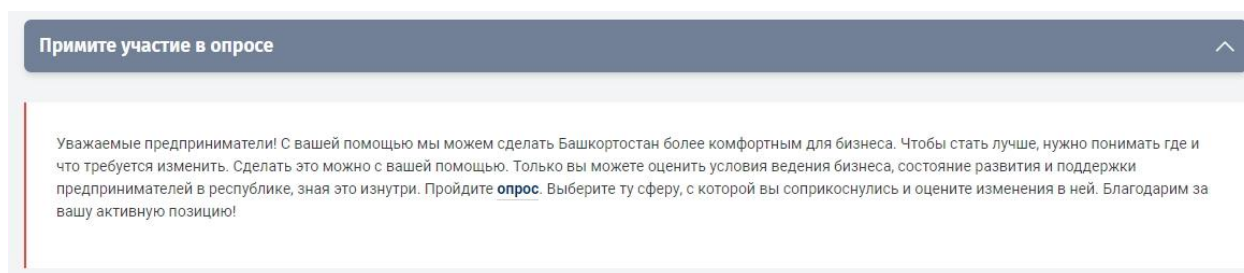 Примите участие в опросе
Уважаемые предприниматели! С вашей помощью мы можем сделать Башкортостан более комфортным для бизнеса. Чтобы стать лучше, нужно понимать где и
что требуется изменить. Сделать это можно с вашей помощью. Только вы можете оценить условия ведения бизнеса, состояние развития и поддержки
предпринимателей в республике, зная это изнутри. Пройдите опрос. Выберите ту сферу, с которой вы соприкоснулись и оцените изменения в ней. Благодарим за
вашу активную позицию!